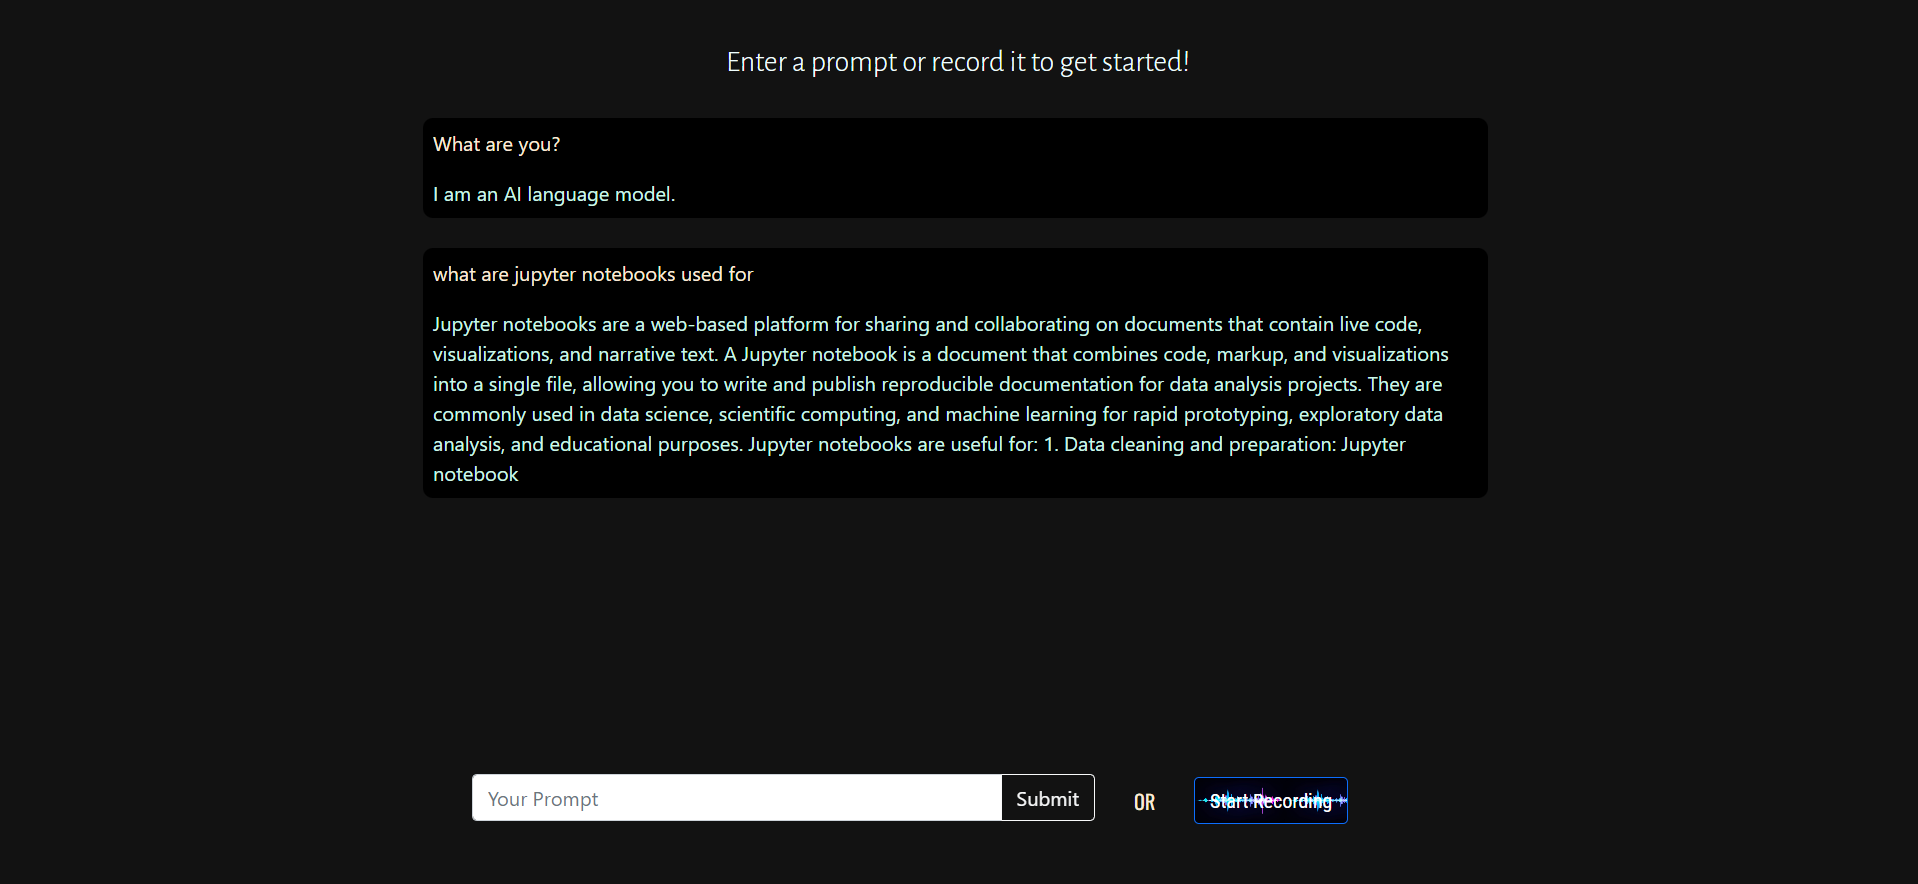 Enter a prompt or record it to get started!
What are you?
I am an AI language model.
what are jupyter notebooks used for
Jupyter notebooks are a web-based platform for sharing and collaborating on documents that contain live code,
visualizations, and narrative text. A Jupyter notebook is a document that combines code, markup, and visualizations
into a single file, allowing you to write and publish reproducible documentation for data analysis projects. They are
commonly used in data science, scientific computing, and machine learning for rapid prototyping, exploratory data
analysis, and educational purposes. Jupyter notebooks are useful for: 1. Data cleaning and preparation: Jupyter
notebook
Your Prompt
Submit
OR
Start Recording